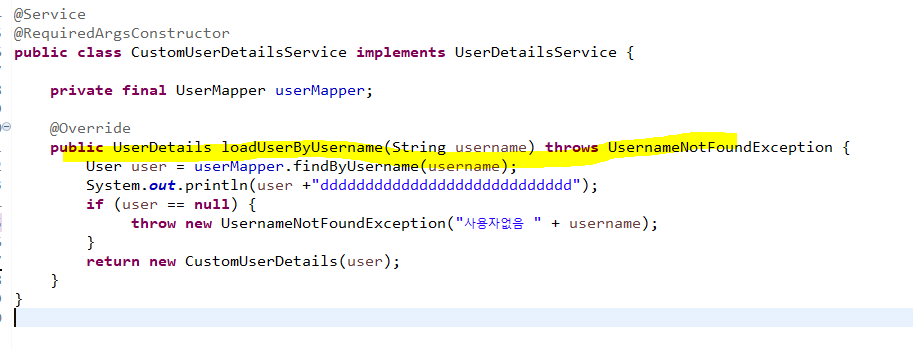 @Service
@RequiredArgsConstructor
public class CustomUserDetailsService implements UserDetailsService {
private final UserMapper userMapper;
@Override
public UserDetails loadUserByUsername(String username) throws UsernameNotFoundException {
User user = userMapper.findByUsername(username);
System.out.println(user +"dddddddddddddddddddddddddddd");
if (user == null) {
throw new UsernameNotFoundException("사용자없음 " + username);
}
return new CustomUserDetails(user);
}
}